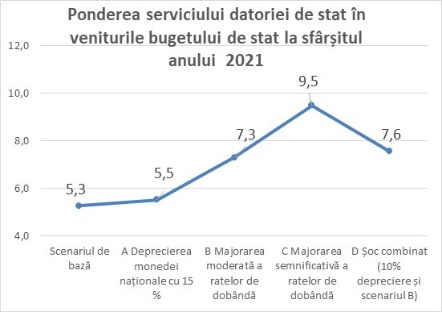 Ponderea serviciului datoriei de stat în
veniturile bugetului de stat la sfârșitul
anului 2021
12,0
10,0
8,0
6,0
4,0
5,3
5,5
7,3
9,5
7,6
Scenariul de
bază
A Deprecierea
monedei
naționale cu 15
%
B Majorarea
moderată a
ratelor de
dobândă
C Majorarea
semnificativă a
ratelor de
dobândă
D Șoc combinat
(10%
depreciere și
scenariul B)